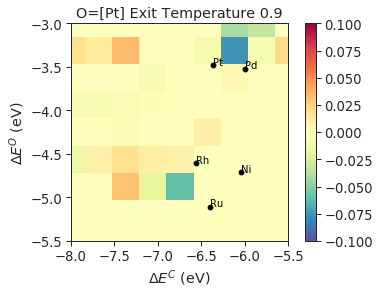 O=[Pt] Exit Temperature 0.9
−3.0
−3.5
−4.0
−4.5
−5.0
−5.5
ΔE^O (eV)
Pt
Pd
Rh
Ni
Ru
−8.0 −7.5 −7.0 −6.5 −6.0 −5.5
ΔE^C (eV)
0.100
0.075
0.050
0.025
0.000
−0.025
−0.050
−0.075
−0.100